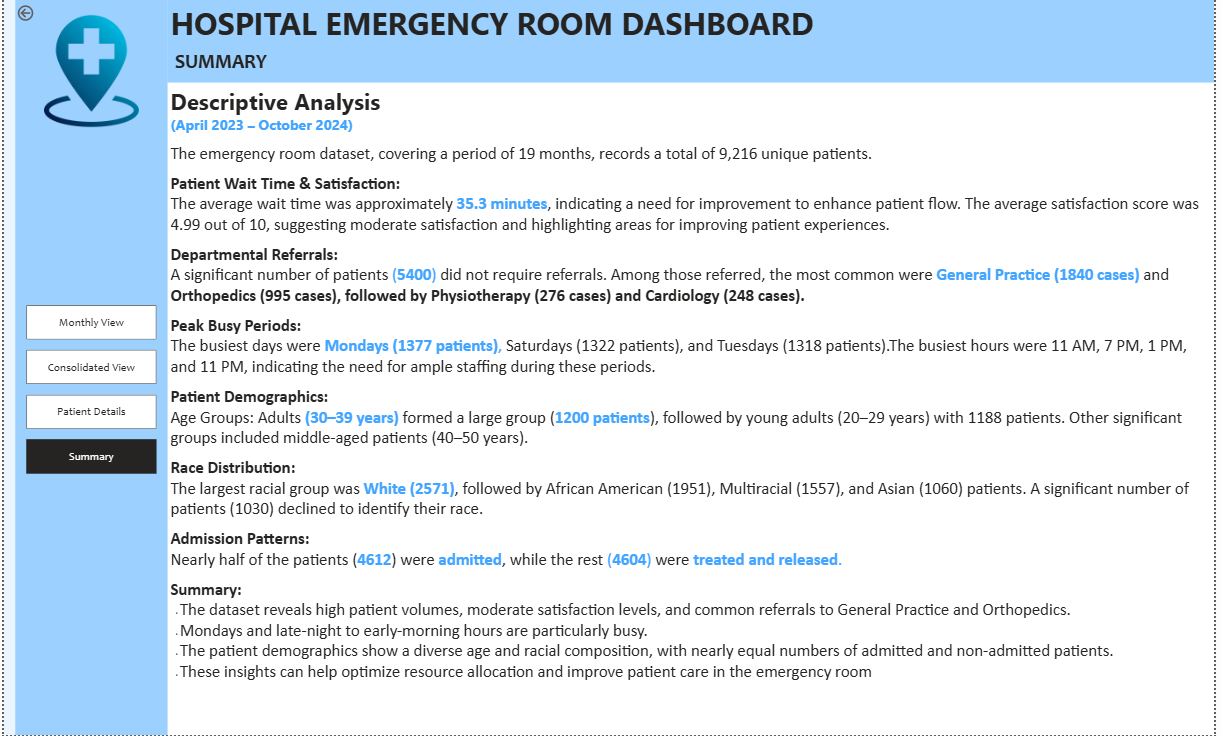 HOSPITAL EMERGENCY ROOM DASHBOARD
SUMMARY
Descriptive Analysis
(April 2023 – October 2024)
The emergency room dataset, covering a period of 19 months, records a total of 9,216 unique patients.
Patient Wait Time & Satisfaction:
The average wait time was approximately 35.3 minutes, indicating a need for improvement to enhance patient flow. The average satisfaction score was
4.99 out of 10, suggesting moderate satisfaction and highlighting areas for improving patient experiences.
Departmental Referrals:
A significant number of patients (5400) did not require referrals. Among those referred, the most common were General Practice (1840 cases) and
Orthopedics (995 cases), followed by Physiotherapy (276 cases) and Cardiology (248 cases).
Peak Busy Periods:
The busiest days were Mondays (1377 patients), Saturdays (1322 patients), and Tuesdays (1318 patients).The busiest hours were 11 AM, 7 PM, 1 PM,
and 11 PM, indicating the need for ample staffing during these periods.
Patient Demographics:
Age Groups: Adults (30–39 years) formed a large group (1200 patients), followed by young adults (20–29 years) with 1188 patients. Other significant
groups included middle-aged patients (40–50 years).
Race Distribution:
The largest racial group was White (2571), followed by African American (1951), Multiracial (1557), and Asian (1060) patients. A significant number of
patients (1030) declined to identify their race.
Admission Patterns:
Nearly half of the patients (4612) were admitted, while the rest (4604) were treated and released.
Summary:
.The dataset reveals high patient volumes, moderate satisfaction levels, and common referrals to General Practice and Orthopedics.
.Mondays and late-night to early-morning hours are particularly busy.
.The patient demographics show a diverse age and racial composition, with nearly equal numbers of admitted and non-admitted patients.
.These insights can help optimize resource allocation and improve patient care in the emergency room
Monthly View
Consolidated View
Patient Details
Summary